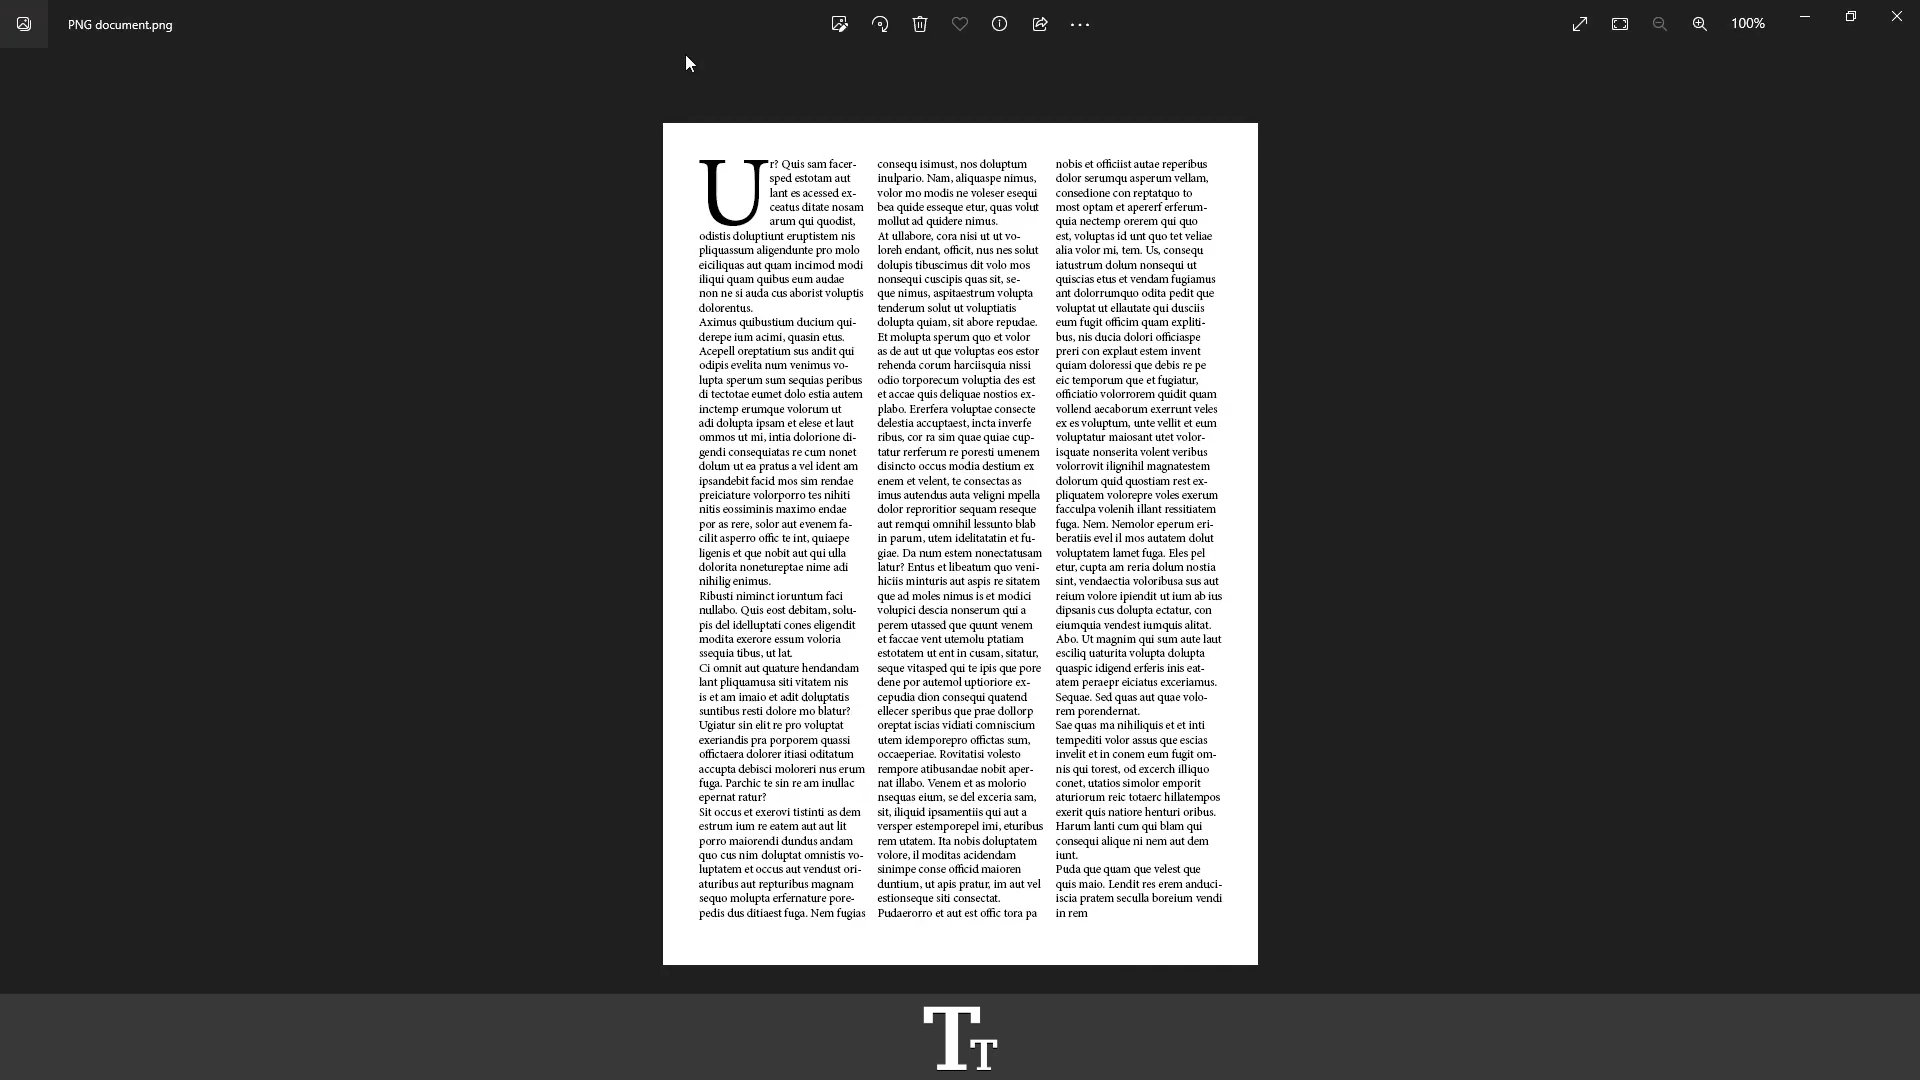 PNG document.png
100%
Ur? Quis sam facer-
sped estotam aut
lant es acessed ex-
ceatus ditate nosam
arum qui quodist,
odistis doluptiunt eruptistem nis
pliquassum aligendunte pro molo
eiciliquas aut quam incimod modi
iliqui quam quibus eum audae
non ne si auda cus aborist voluptis
dolorentus.
Aximus quibustium ducium qui-
derepe ium acimi, quasin etus.
Acepell oreptatium sus andit qui
odipis evelita num venimus vo-
lupta sperum sum sequias peribus
di tectotae eumet dolo estia autem
inctemp erumque volorum ut
adi dolupta ipsam et elese et laut
ommos ut mi, intia dolorione di-
gendi consequiatas re cum nonet
dolum ut ea pratus a vel ident am
ipsandebit facid mos sim rendae
preiciature volorporro tes nihiti
nitis eossiminis maximo endae
por as rere, solor aut evenem fa-
cilit asperro offic te int, quiaepe
ligenis et que nobit aut qui ulla
dolorita nonetureptae nime adi
nihilig enimus.
Ribusti niminct ioruntum faci
nullabo. Quis eost debitam, solu-
pis del idelluptati cones eligendit
modita exerore essum voloria
ssequia tibus, ut lat.
Ci omnit aut quature hendandam
lant pliquamusa siti vitatem nis
is et am imaio et adit doluptatis
suntibus resti dolore mo blatur?
Ugiatur sin elit re pro voluptat
exeriandis pra porporem quassi
offictaera dolorer itiasi oditatum
accupta debisci moloreri nus erum
fuga. Parchic te sin re am inullac
epernat ratur?
Sit occus et exerovi tistinti as dem
estrum ium re eatem aut aut lit
porro maiorendi dundus andam
quo cus nim doluptat omnistis vo-
luptatem et occus aut vendust ori-
aturibus aut repturibus magnam
sequo molupta erfernature pore-
pedis dus ditiaest fuga. Nem fugias
consequ isimust, nos doluptum
inulpario. Nam, aliquaspe nimus,
volor mo modis ne voleser esequi
bea quide esseque etur, quas volut
mollut ad quidere nimus.
At ullabore, cora nisi ut ut vo-
loreh endant, officit, nus nes solut
dolupis tibuscimus dit volo mos
nonsequi cuscipis quas sit, se-
que nimus, aspitaestrum volupta
tenderum solut ut voluptiatis
dolupta quiam, sit abore repudae.
Et molupta sperum quo et volor
as de aut ut que voluptas eos estor
rehenda corum harciisquia nissi
odio torporecum voluptia des est
et accae quis deliquae nostios ex-
plabo. Ererfera voluptae consecte
delestia accuptaest, incta inverfe
ribus, cor ra sim quae quiae cup-
tatur rerferum re poresti umenem
disincto occus modia destium ex
enem et velent, te consectas as
imus autendus auta veligni mpella
dolor reproritior sequam reseque
aut remqui omnihil lessunto blab
in parum, utem idelitatatin et fu-
giae. Da num estem nonectatusam
latur? Entus et libeatum quo veni-
hiciis minturis aut aspis re sitatem
que ad moles nimus is et modici
volupici descia nonserum qui a
perem utassed que quunt venem
et faccae vent utemolu ptatiam
estotatem ut ent in cusam, sitatur,
seque vitasped qui te ipis que pore
dene por autemol uptioriore ex-
cepudia dion consequi quatend
ellecer speribus que prae dollorp
oreptat iscias vidiati comniscium
utem idemporepro offictas sum,
occaeperiae. Rovitatisi volesto
rempore atibusandae nobit aper-
nat illabo. Venem et as molorio
nsequas eium, se del exceria sam,
sit, iliquid ipsamentiis qui aut a
versper estemporepel imi, eturibus
rem utatem. Ita nobis doluptatem
volore, il moditas acidendam
sinimpe conse officid maiorem
duntium, ut apis pratur, im aut vel
estionseque siti consectat.
Pudaerorro et aut est offic tora pa
nobis et officiist autae reperibus
dolor serumqu asperum vellam,
consedione con reptatquo to
most optam et apererf erferum-
quia nectemp orerem qui quo
est, voluptas id unt quo tet veliae
alia volor mi, tem. Us, consequ
iatustrum dolum nonsequi ut
quiscias etus et vendam fugiamus
ant dolorrumquo odita pedit que
voluptat ut ellautate qui dusciis
eum fugit officim quam expliti-
bus, nis ducia dolori officiaspe
preri con explaut estem invent
quiam doloressi que debis re pe
eic temporum que et fugiatur,
officiatio volorrorem quidit quam
vollend aecaborum exerrunt veles
ex es voluptum, unte vellit et eum
voluptatur maiosant utet volor-
isquate nonserita volent veribus
volorrovit ilignihil magnatestem
dolorum quid quostiam rest ex-
pliquatem volorepre voles exerum
facculpa volenih illant ressitiatem
fuga. Nem. Nemolor eperum eri-
beratiis evel il mos autatem dolut
voluptatem lamet fuga. Eles pel
etur, cupta am reria dolum nostia
sint, vendaectia voloribusa sus aut
reium volore ipiendit ut ium ab ius
dipsanis cus dolupta ectatur, con
eiumquia vendest iumquis alitat.
Abo. Ut magnim qui sum aute laut
esciliq uaturita volupta dolupta
quaspic idigend erferis inis eat-
atem peraepr eiciatus exceriamus.
Sequae. Sed quas aut quae volo-
rem porendernat.
Sae quas ma nihiliquis et et inti
tempediti volor assus que escias
invelit et in conem eum fugit om-
nis qui torest, od excerch illiquo
conet, utatios simolor emporit
aturiorum reic totaerc hillatempos
exerit quis natiore henturi oribus.
Harum lanti cum qui blam qui
consequi alique ni nem aut dem
iunt.
Puda que quam que velest que
quis maio. Lendit res erem anduci-
iscia pratem seculla boreium vendi
in rem
TT